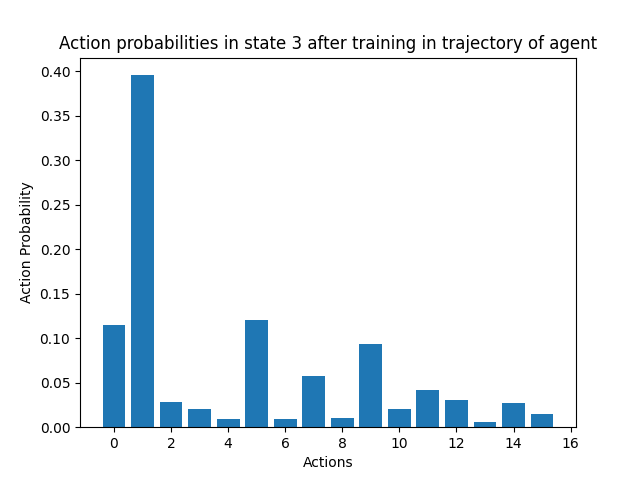 Action probabilities in state 3 after training in trajectory of agent
0.40
0.35
0.30
0.25
0.20
0.15
0.10
0.05
0.00
Action Probability
0 2 4 6 8 10 12 14 16
Actions